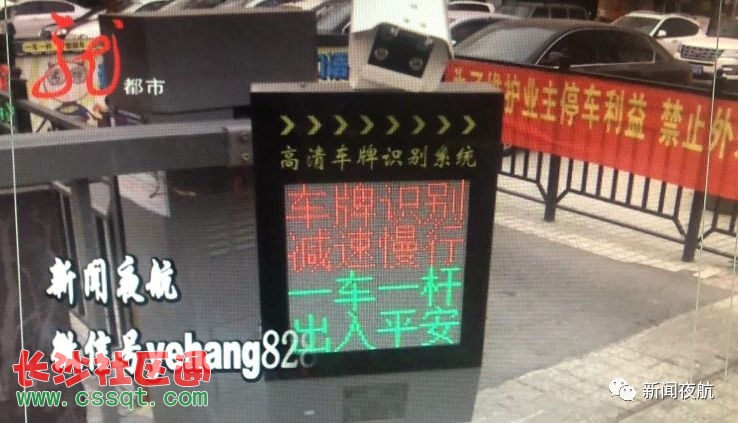 都市
为了维护业主停车利益 禁止外
>>>>>>>>
高清车牌识别系统
车牌识别
减速慢行
一车一杆
出入平安
新闻夜航
微信号yehang828
长沙社区通
www.cssqt.com
新闻夜航